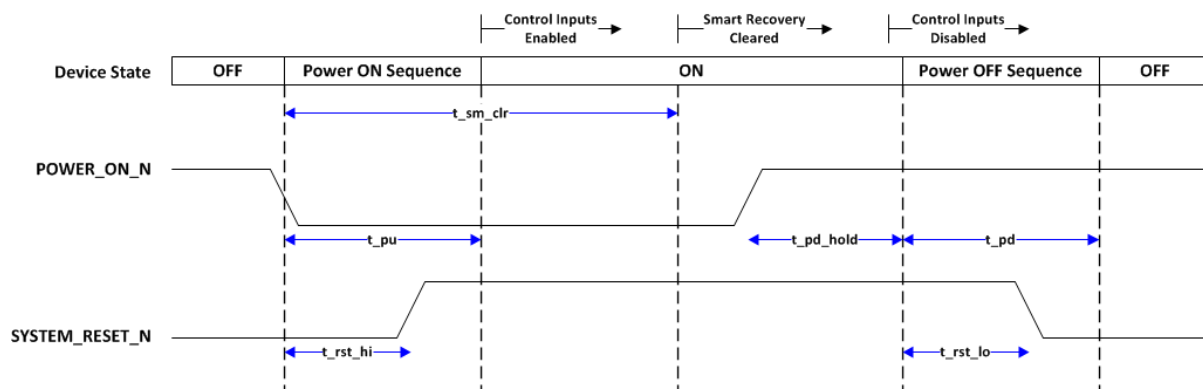 Control Inputs
Enabled
Smart Recovery
Cleared
Control Inputs
Disabled
Device State
OFF
Power ON Sequence
ON
Power OFF Sequence
OFF
t_sm_clr
POWER_ON_N
t_pu
t_pd_hold
t_pd
SYSTEM_RESET_N
t_rst_hi
t_rst_lo